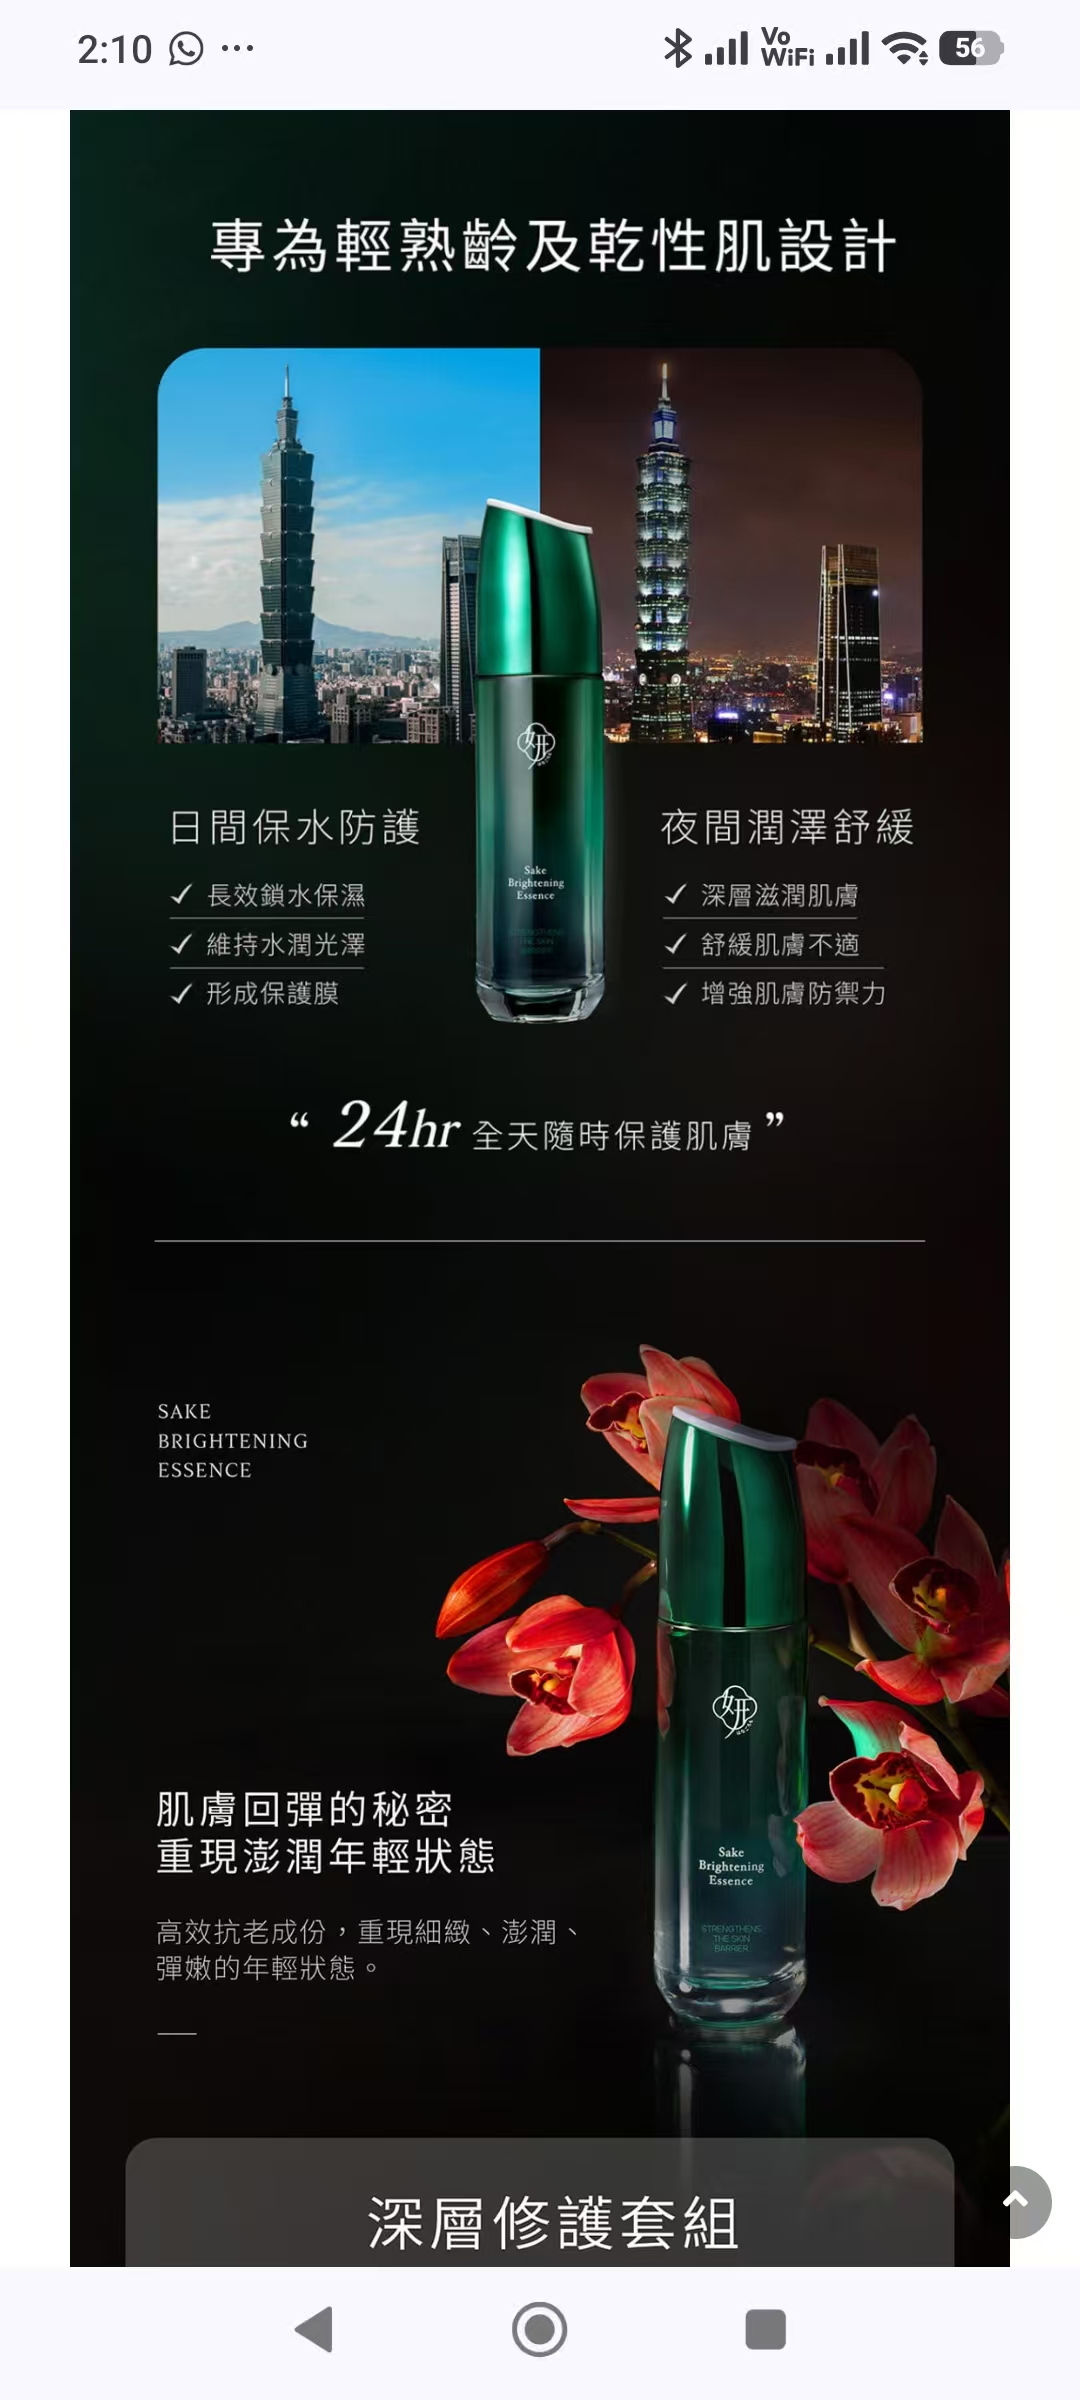 2:10
Vo
WiFi
56
專為輕熟齡及乾性肌設計
妍
Sake
Brightening
Essence
STRENGTHENS
THE SKIN
BARRIER
日間保水防護
✓ 長效鎖水保濕
✓ 維持水潤光澤
✓ 形成保護膜
夜間潤澤舒緩
✓ 深層滋潤肌膚
✓ 舒緩肌膚不適
✓ 增強肌膚防禦力
“ 24hr 全天隨時保護肌膚 ”
SAKE
BRIGHTENING
ESSENCE
妍
Sake
Brightening
Essence
STRENGTHENS
THE SKIN
BARRIER
肌膚回彈的秘密
重現澎潤年輕狀態
高效抗老成份，重現細緻、澎潤、
彈嫩的年輕狀態。
深層修護套組